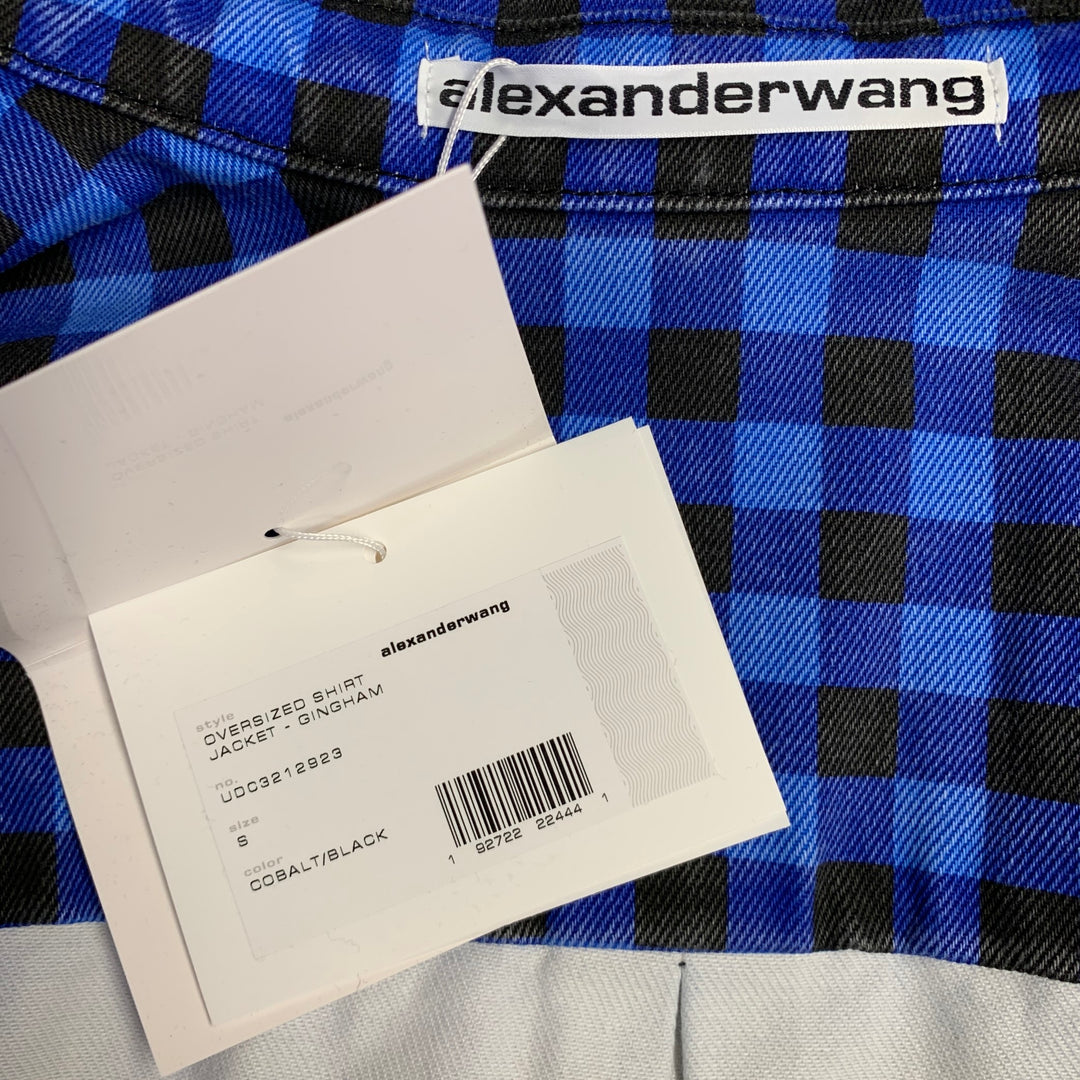 alexanderwang
alexanderwang
style
OVERSIZED SHIRT
JACKET - GINGHAM
no.
UDC3212923
size
S
color
COBALT/BLACK
1 92722 22444 1